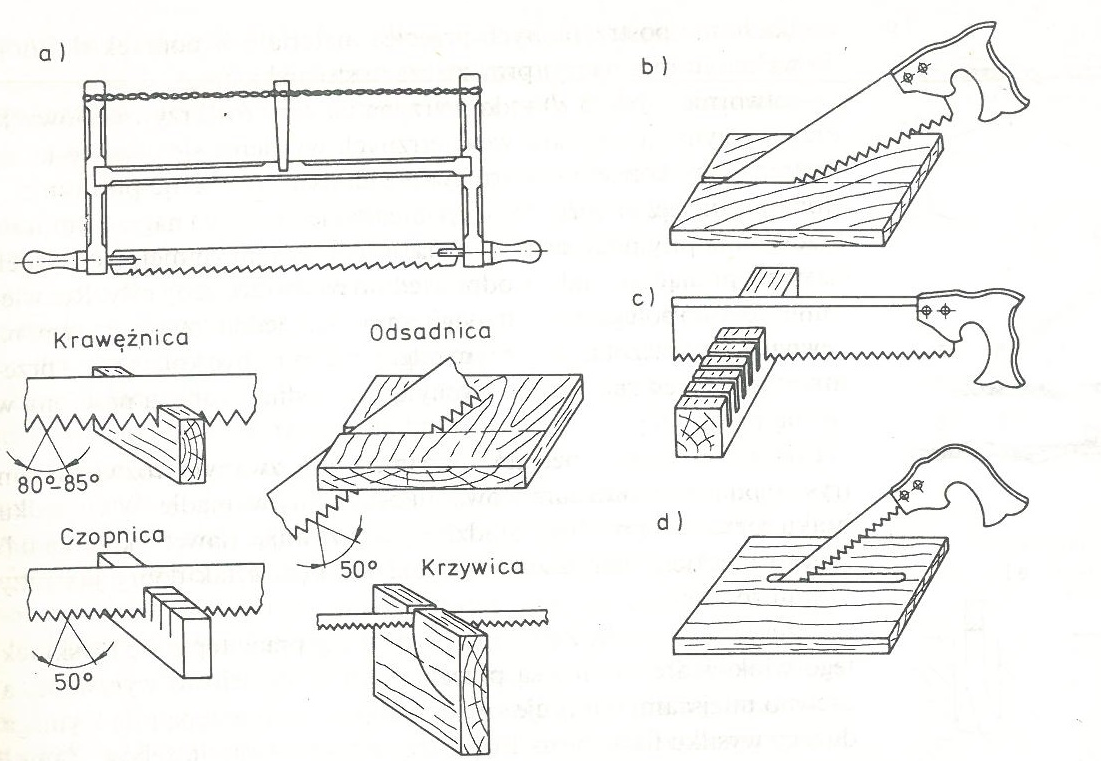 a)
b)
c)
d)
Krawężnica
80°-85°
Odsadnica
50°
Czopnica
50°
Krzywica